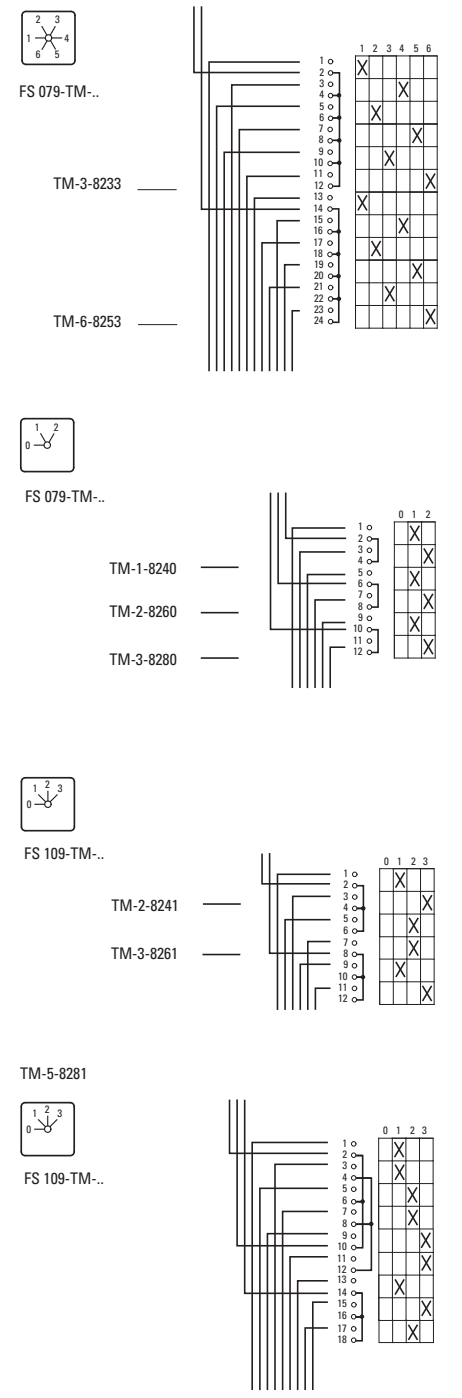 2 3
1 4
6 5
FS 079-TM-..
TM-3-8233
TM-6-8253
1 2 3 4 5 6
1
2
3
4
5
6
7
8
9
10
11
12
13
14
15
16
17
18
19
20
21
22
23
24
X
X
X
X
X
X
X
X
X
X
X
X
1 2
0
FS 079-TM-..
TM-1-8240
TM-2-8260
TM-3-8280
0 1 2
1
2
3
4
5
6
7
8
9
10
11
12
X
X
X
X
X
X
1 2 3
0
FS 109-TM-..
TM-2-8241
TM-3-8261
0 1 2 3
1
2
3
4
5
6
7
8
9
10
11
12
X
X
X
X
X
X
TM-5-8281
1 2 3
0
FS 109-TM-..
0 1 2 3
1
2
3
4
5
6
7
8
9
10
11
12
13
14
15
16
17
18
X
X
X
X
X
X
X
X
X